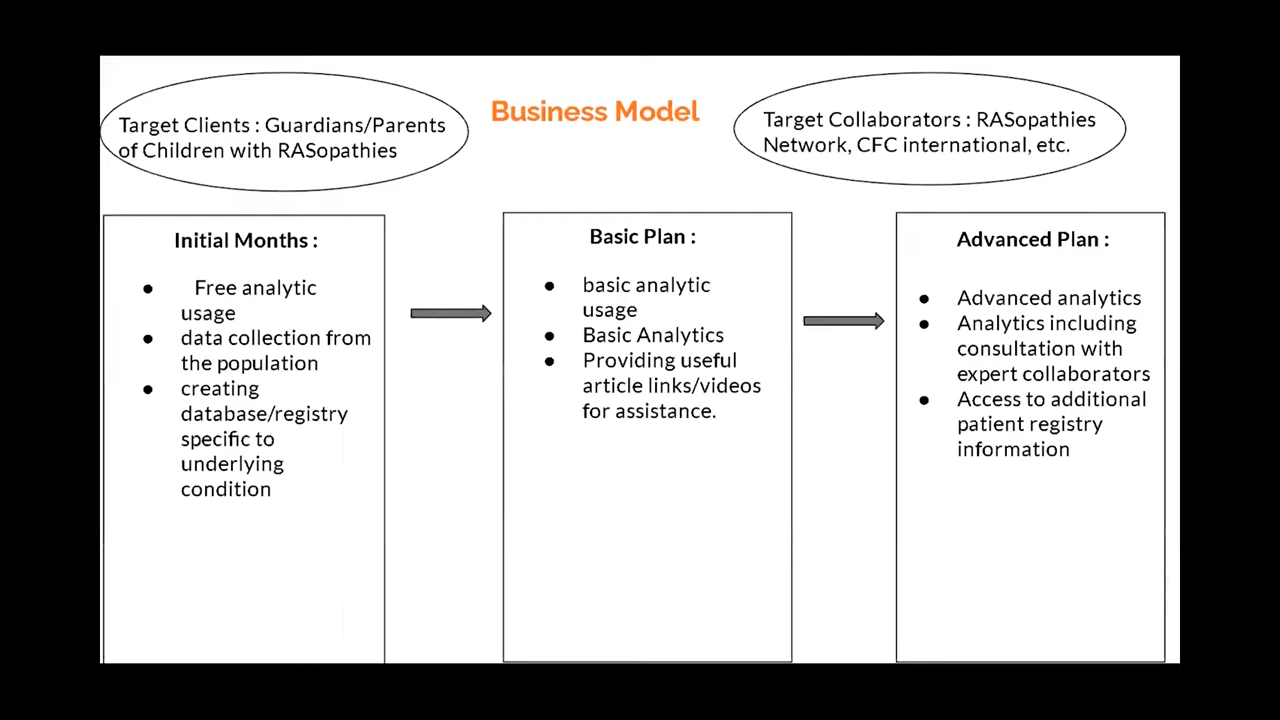 Business Model
Target Clients : Guardians/Parents
of Children with RASopathies
Target Collaborators : RASopathies
Network, CFC international, etc.
Initial Months :
● Free analytic
usage
● data collection from
the population
● creating
database/registry
specific to
underlying
condition
Basic Plan :
● basic analytic
usage
● Basic Analytics
● Providing useful
article links/videos
for assistance.
Advanced Plan :
● Advanced analytics
● Analytics including
consultation with
expert collaborators
● Access to additional
patient registry
information